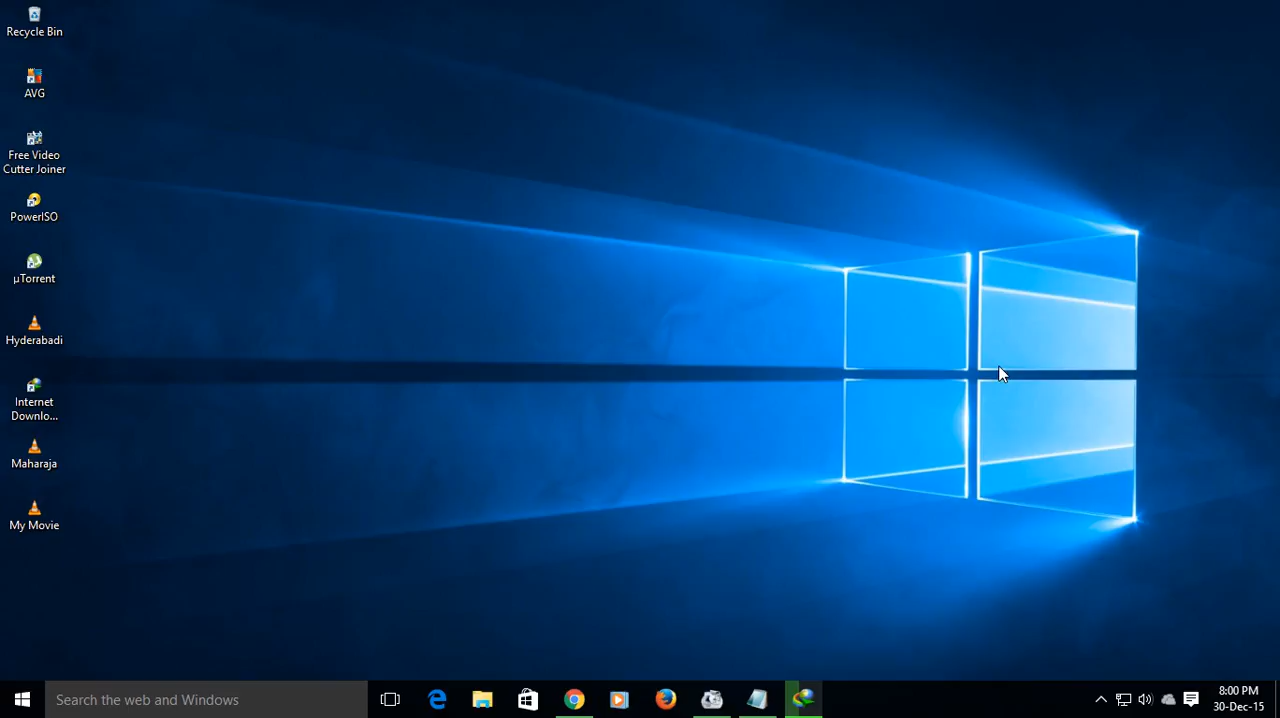 Recycle Bin
AVG
Free Video
Cutter Joiner
PowerISO
µTorrent
Hyderabadi
Internet
Downlo...
Maharaja
My Movie
Search the web and Windows
8:00 PM
30-Dec-15